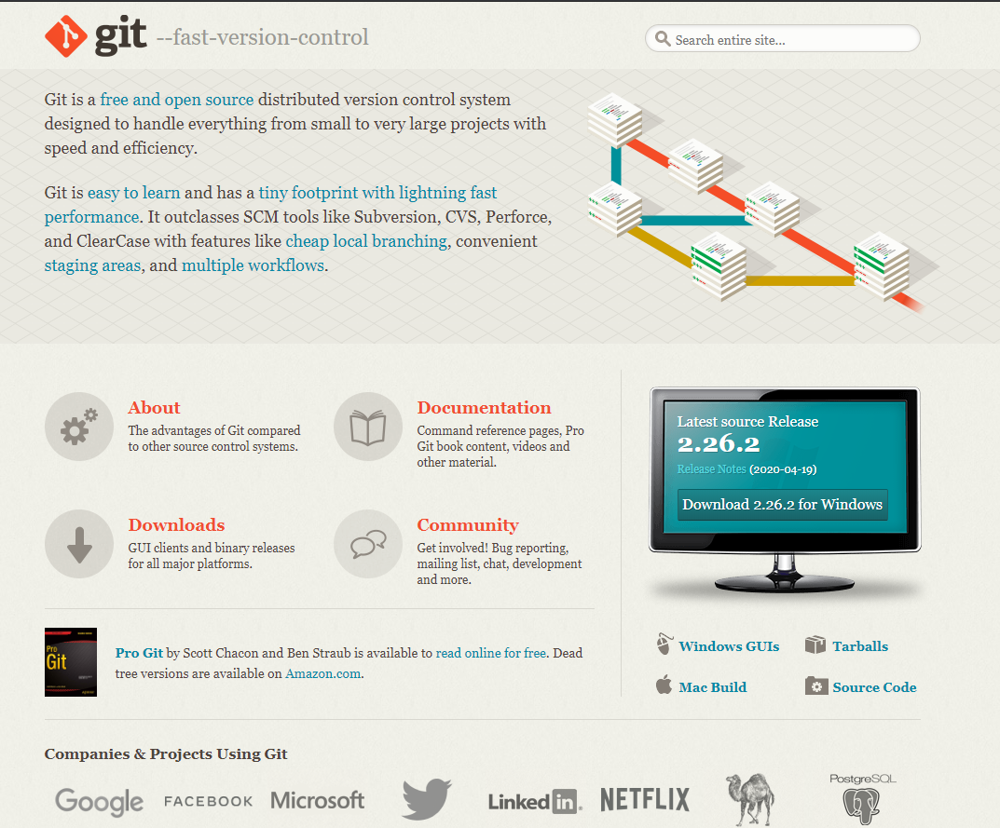 git --fast-version-control
Search entire site...
Git is a free and open source distributed version control system
designed to handle everything from small to very large projects with
speed and efficiency.
Git is easy to learn and has a tiny footprint with lightning fast
performance. It outclasses SCM tools like Subversion, CVS, Perforce,
and ClearCase with features like cheap local branching, convenient
staging areas, and multiple workflows.
About
The advantages of Git compared
to other source control systems.
Documentation
Command reference pages, Pro
Git book content, videos and
other material.
Downloads
GUI clients and binary releases
for all major platforms.
Community
Get involved! Bug reporting,
mailing list, chat, development
and more.
Pro
Git
Pro Git by Scott Chacon and Ben Straub is available to read online for free. Dead
tree versions are available on Amazon.com.
Latest source Release
2.26.2
Release Notes (2020-04-19)
Download 2.26.2 for Windows
Windows GUIs
Tarballs
Mac Build
Source Code
Companies & Projects Using Git
Google FACEBOOK Microsoft Linked in NETFLIX PostgreSQL